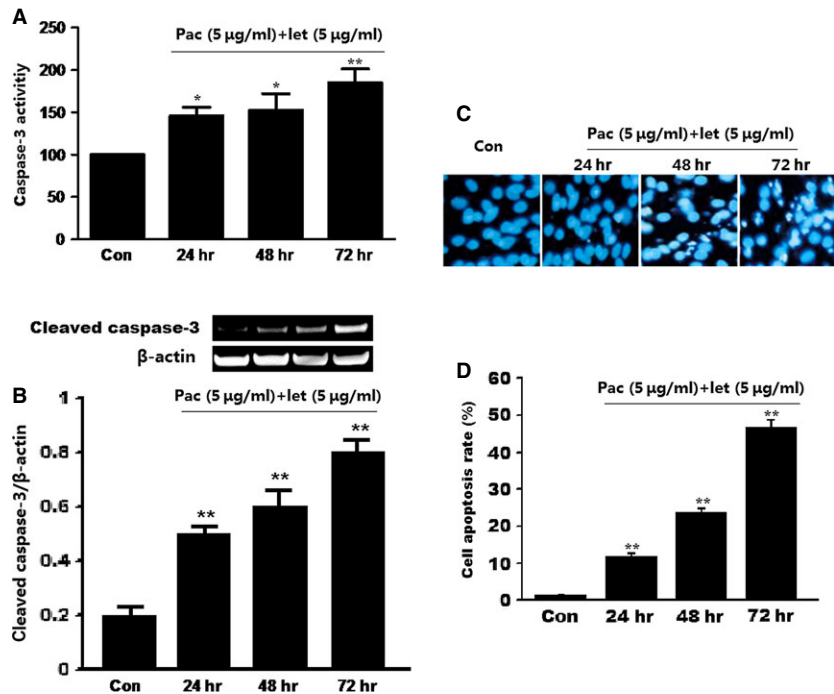 A
Pac (5 µg/ml)+let (5 µg/ml)
Caspase-3 activitiy
250
200
150
100
50
0
*
*
**
Con
24 hr
48 hr
72 hr
Cleaved caspase-3
β-actin
B
Pac (5 µg/ml)+let (5 µg/ml)
Cleaved caspase-3/β-actin
1
0.8
0.6
0.4
0.2
0
**
**
**
Con
24 hr
48 hr
72 hr
C
Con
Pac (5 µg/ml)+let (5 µg/ml)
24 hr
48 hr
72 hr
D
Pac (5 µg/ml)+let (5 µg/ml)
Cell apoptosis rate (%)
60
50
40
30
20
10
0
**
**
**
Con
24 hr
48 hr
72 hr